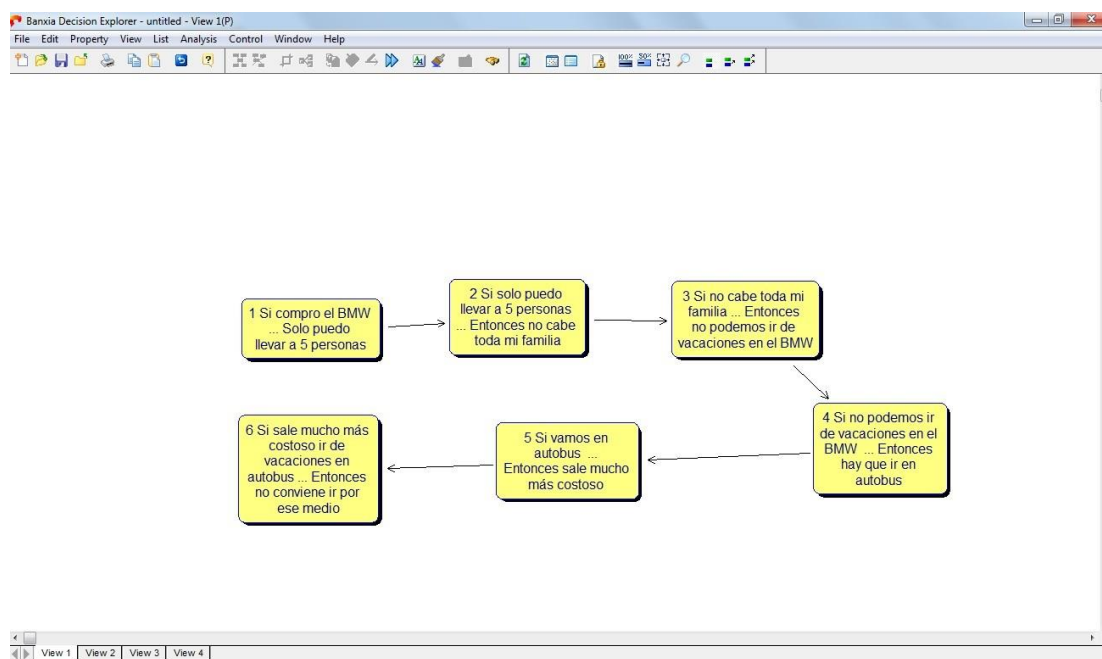 Banxia Decision Explorer - untitled - View 1(P)
File Edit Property View List Analysis Control Window Help
100% 50%
1 Si compro el BMW
... Solo puedo
llevar a 5 personas
2 Si solo puedo
llevar a 5 personas
... Entonces no cabe
toda mi familia
3 Si no cabe toda mi
familia ... Entonces
no podemos ir de
vacaciones en el BMW
4 Si no podemos ir
de vacaciones en el
BMW ... Entonces
hay que ir en
autobus
5 Si vamos en
autobus ...
Entonces sale mucho
más costoso
6 Si sale mucho más
costoso ir de
vacaciones en
autobus ... Entonces
no conviene ir por
ese medio
View 1 View 2 View 3 View 4